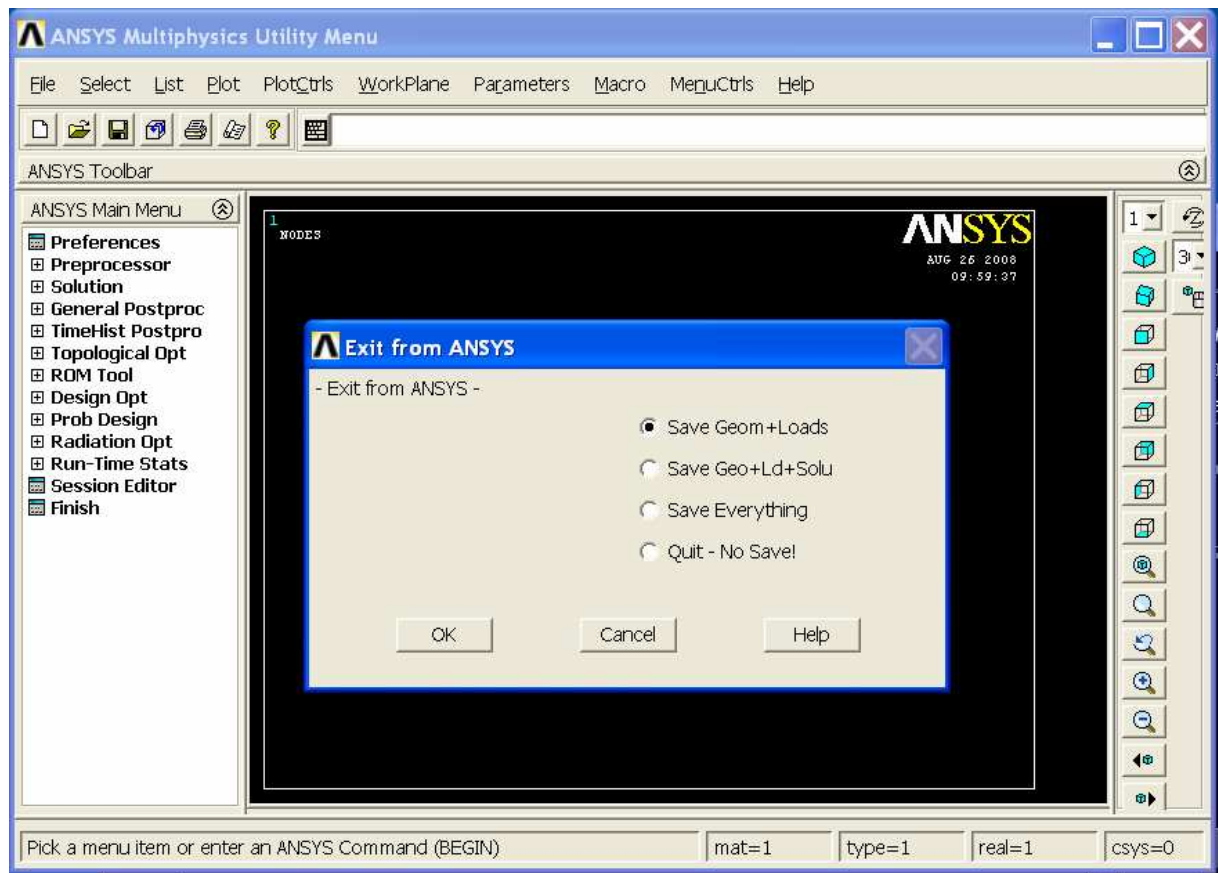 ANSYS Multiphysics Utility Menu
File Select List Plot PlotCtrls WorkPlane Parameters Macro MenuCtrls Help
ANSYS Toolbar
ANSYS Main Menu
Preferences
Preprocessor
Solution
General Postproc
TimeHist Postpro
Topological Opt
ROM Tool
Design Opt
Prob Design
Radiation Opt
Run-Time Stats
Session Editor
Finish
1
NODES
ANSYS
AUG 26 2008
09:59:37
Exit from ANSYS
- Exit from ANSYS -
Save Geom+Loads
Save Geo+Ld+Solu
Save Everything
Quit - No Save!
OK Cancel Help
1
Pick a menu item or enter an ANSYS Command (BEGIN) mat=1 type=1 real=1 csys=0